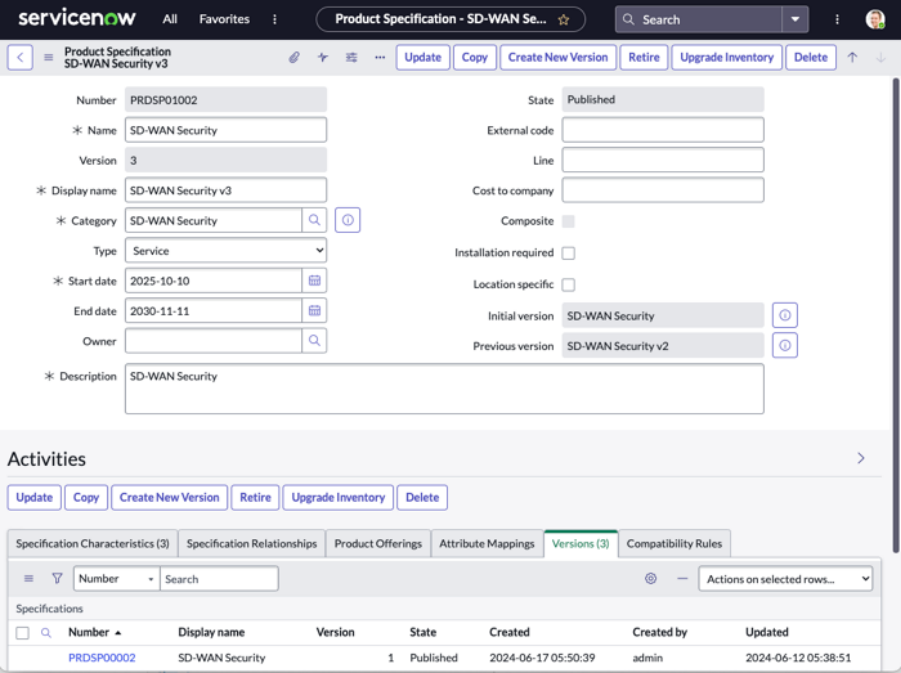 servicenow All Favorites Product Specification - SD-WAN Se... Search
Product Specification
SD-WAN Security v3
Update Copy Create New Version Retire Upgrade Inventory Delete
Number PRDSP01002 State Published
* Name SD-WAN Security External code
Version 3 Line
* Display name SD-WAN Security v3 Cost to company
* Category SD-WAN Security Composite
Type Service Installation required
* Start date 2025-10-10 Location specific
End date 2030-11-11 Initial version SD-WAN Security
Owner Previous version SD-WAN Security v2
* Description SD-WAN Security
Activities
Update Copy Create New Version Retire Upgrade Inventory Delete
Specification Characteristics (3) Specification Relationships Product Offerings Attribute Mappings Versions (3) Compatibility Rules
Number Search Actions on selected rows...
Specifications
Number Display name Version State Created Created by Updated
PRDSP00002 SD-WAN Security 1 Published 2024-06-17 05:50:39 admin 2024-06-12 05:38:51